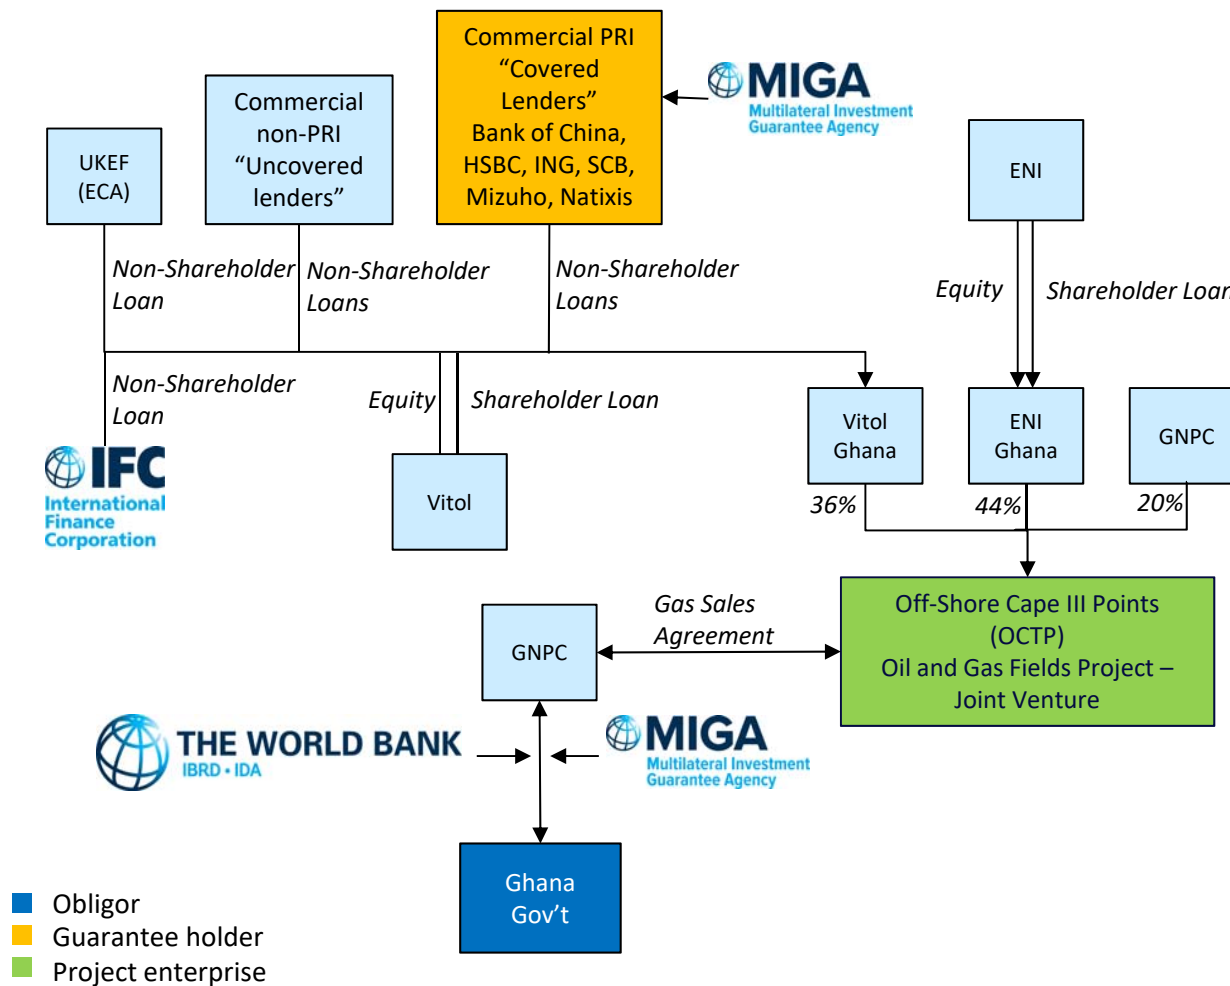 Commercial PRI
“Covered
Lenders”
Bank of China,
HSBC, ING, SCB,
Mizuho, Natixis
MIGA
Multilateral Investment
Guarantee Agency
Commercial
non-PRI
“Uncovered
lenders”
UKEF
(ECA)
ENI
Non-Shareholder
Loan
Non-Shareholder
Loans
Non-Shareholder
Loans
Equity
Shareholder Loan
Non-Shareholder
Loan
Equity
Shareholder Loan
IFC
International
Finance
Corporation
Vitol
Vitol
Ghana
ENI
Ghana
GNPC
36%
44%
20%
Gas Sales
Agreement
GNPC
Off-Shore Cape III Points
(OCTP)
Oil and Gas Fields Project –
Joint Venture
THE WORLD BANK
IBRD • IDA
MIGA
Multilateral Investment
Guarantee Agency
Ghana
Gov’t
Obligor
Guarantee holder
Project enterprise